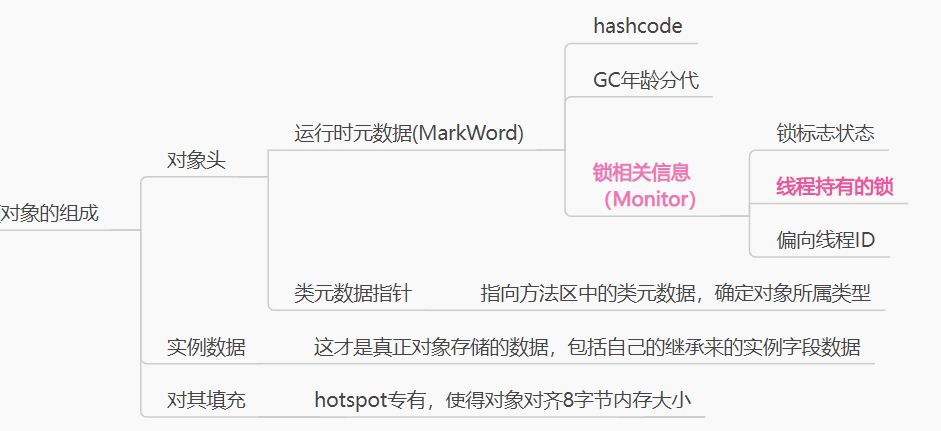 hashcode
GC年龄分代
运行时元数据(MarkWord)
锁标志状态
对象头
锁相关信息
（Monitor）
线程持有的锁
对象的组成
偏向线程ID
类元数据指针
指向方法区中的类元数据，确定对象所属类型
实例数据
这才是真正对象存储的数据，包括自己的继承来的实例字段数据
对其填充
hotspot专有，使得对象对齐8字节内存大小